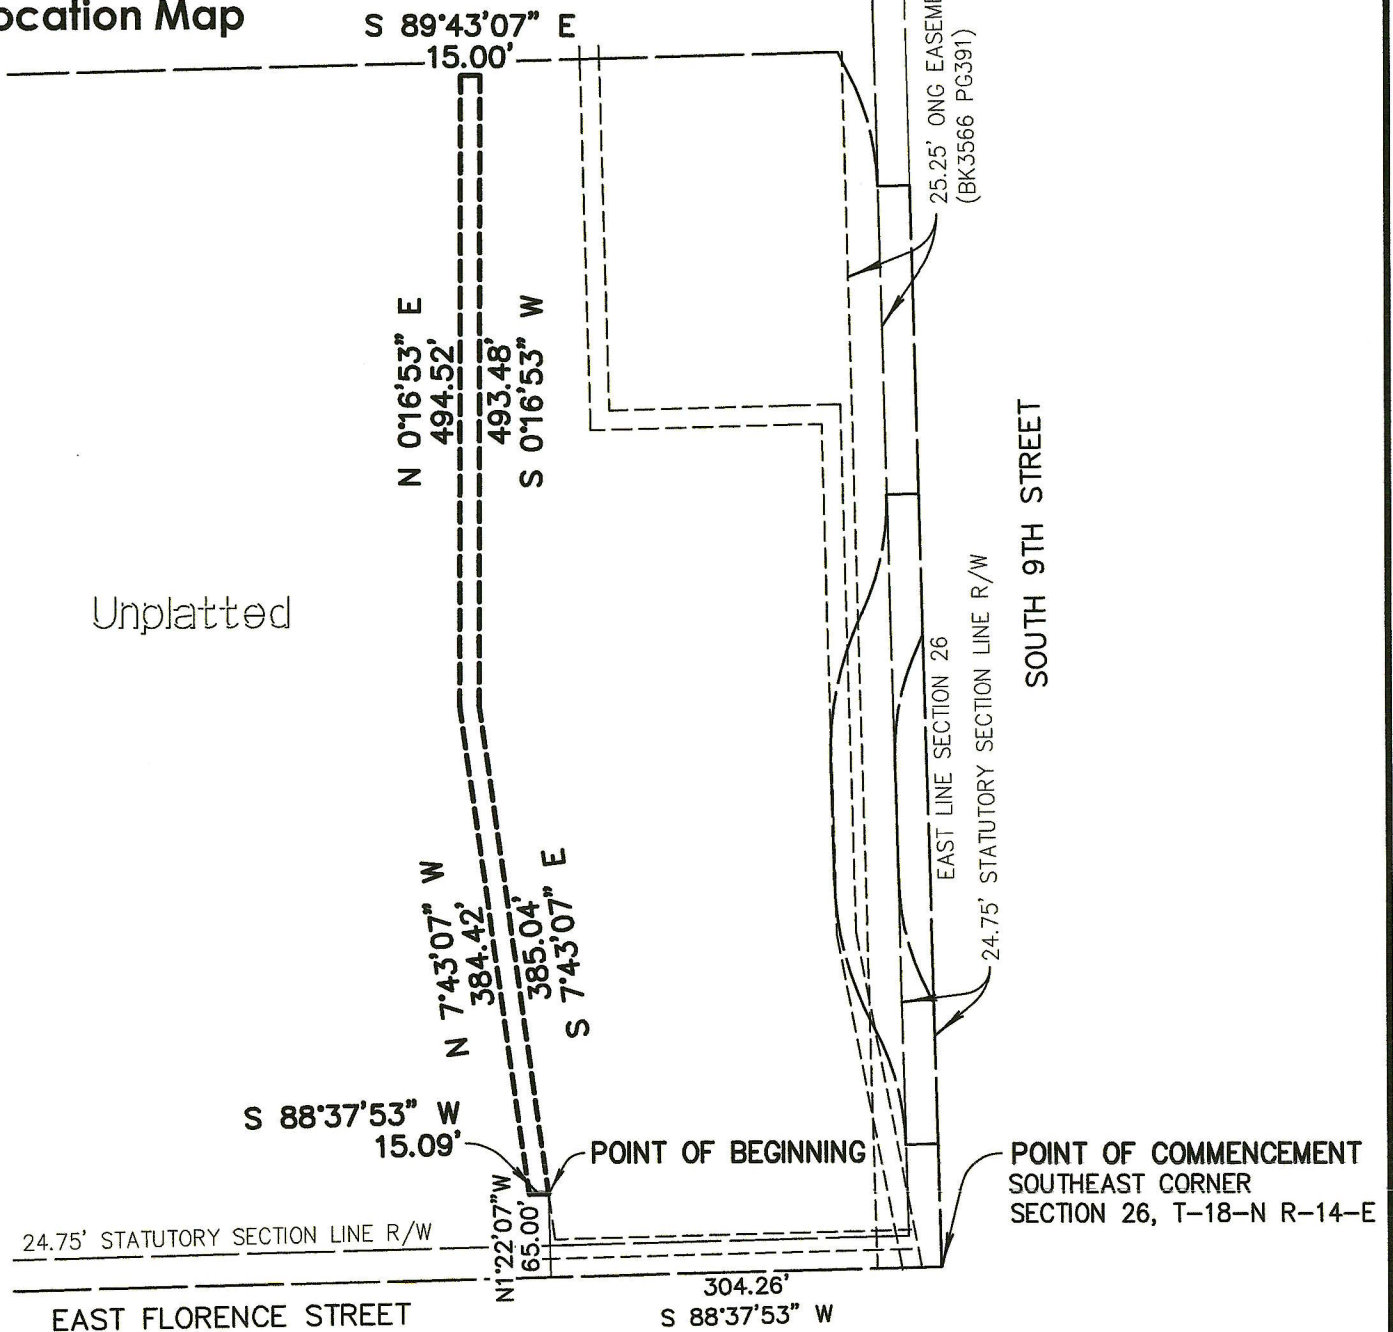 ocation Map
S 89°43'07" E
15.00'
25.25' ONG EASEME
(BK3566 PG391)
N 0°16'53" E
494.52'
493.48'
S 0°16'53" W
SOUTH 9TH STREET
Unplatted
EAST LINE SECTION 26
24.75' STATUTORY SECTION LINE R/W
N 7°43'07" W
384.42'
385.04'
S 7°43'07" E
S 88°37'53" W
15.09'
POINT OF BEGINNING
POINT OF COMMENCEMENT
SOUTHEAST CORNER
SECTION 26, T-18-N R-14-E
N1°22'07"W
65.00'
24.75' STATUTORY SECTION LINE R/W
304.26'
S 88°37'53" W
EAST FLORENCE STREET